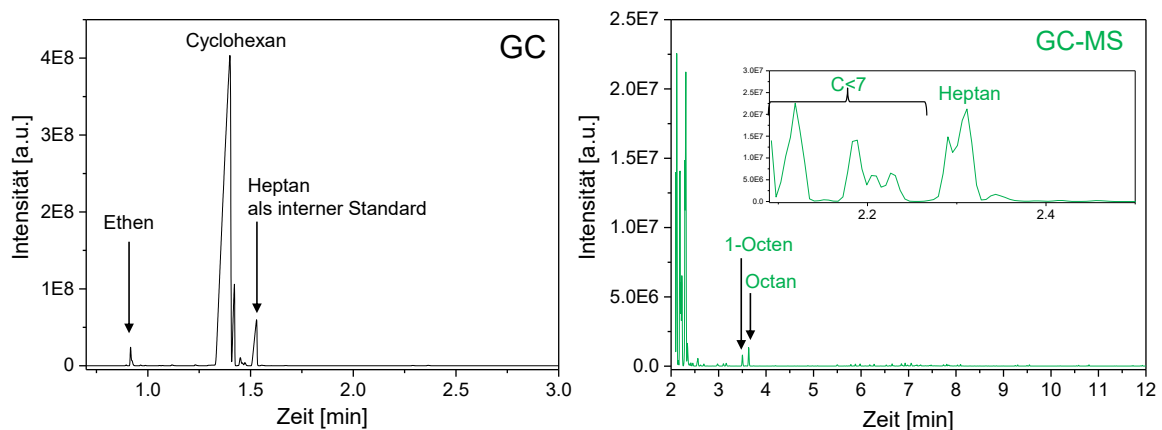 GC
Cyclohexan
Heptan
als interner Standard
Ethen
4E8
3E8
2E8
1E8
0
1.0
1.5
2.0
2.5
3.0
Intensität [a.u.]
Zeit [min]
GC-MS
C<7
Heptan
3.0E7
2.5E7
2.0E7
1.5E7
1.0E7
5.0E6
0.0
2.2
2.4
1-Octen
Octan
2.5E7
2.0E7
1.5E7
1.0E7
5.0E6
0.0
2
3
4
5
6
7
8
9
10
11
12
Intensität [a.u.]
Zeit [min]